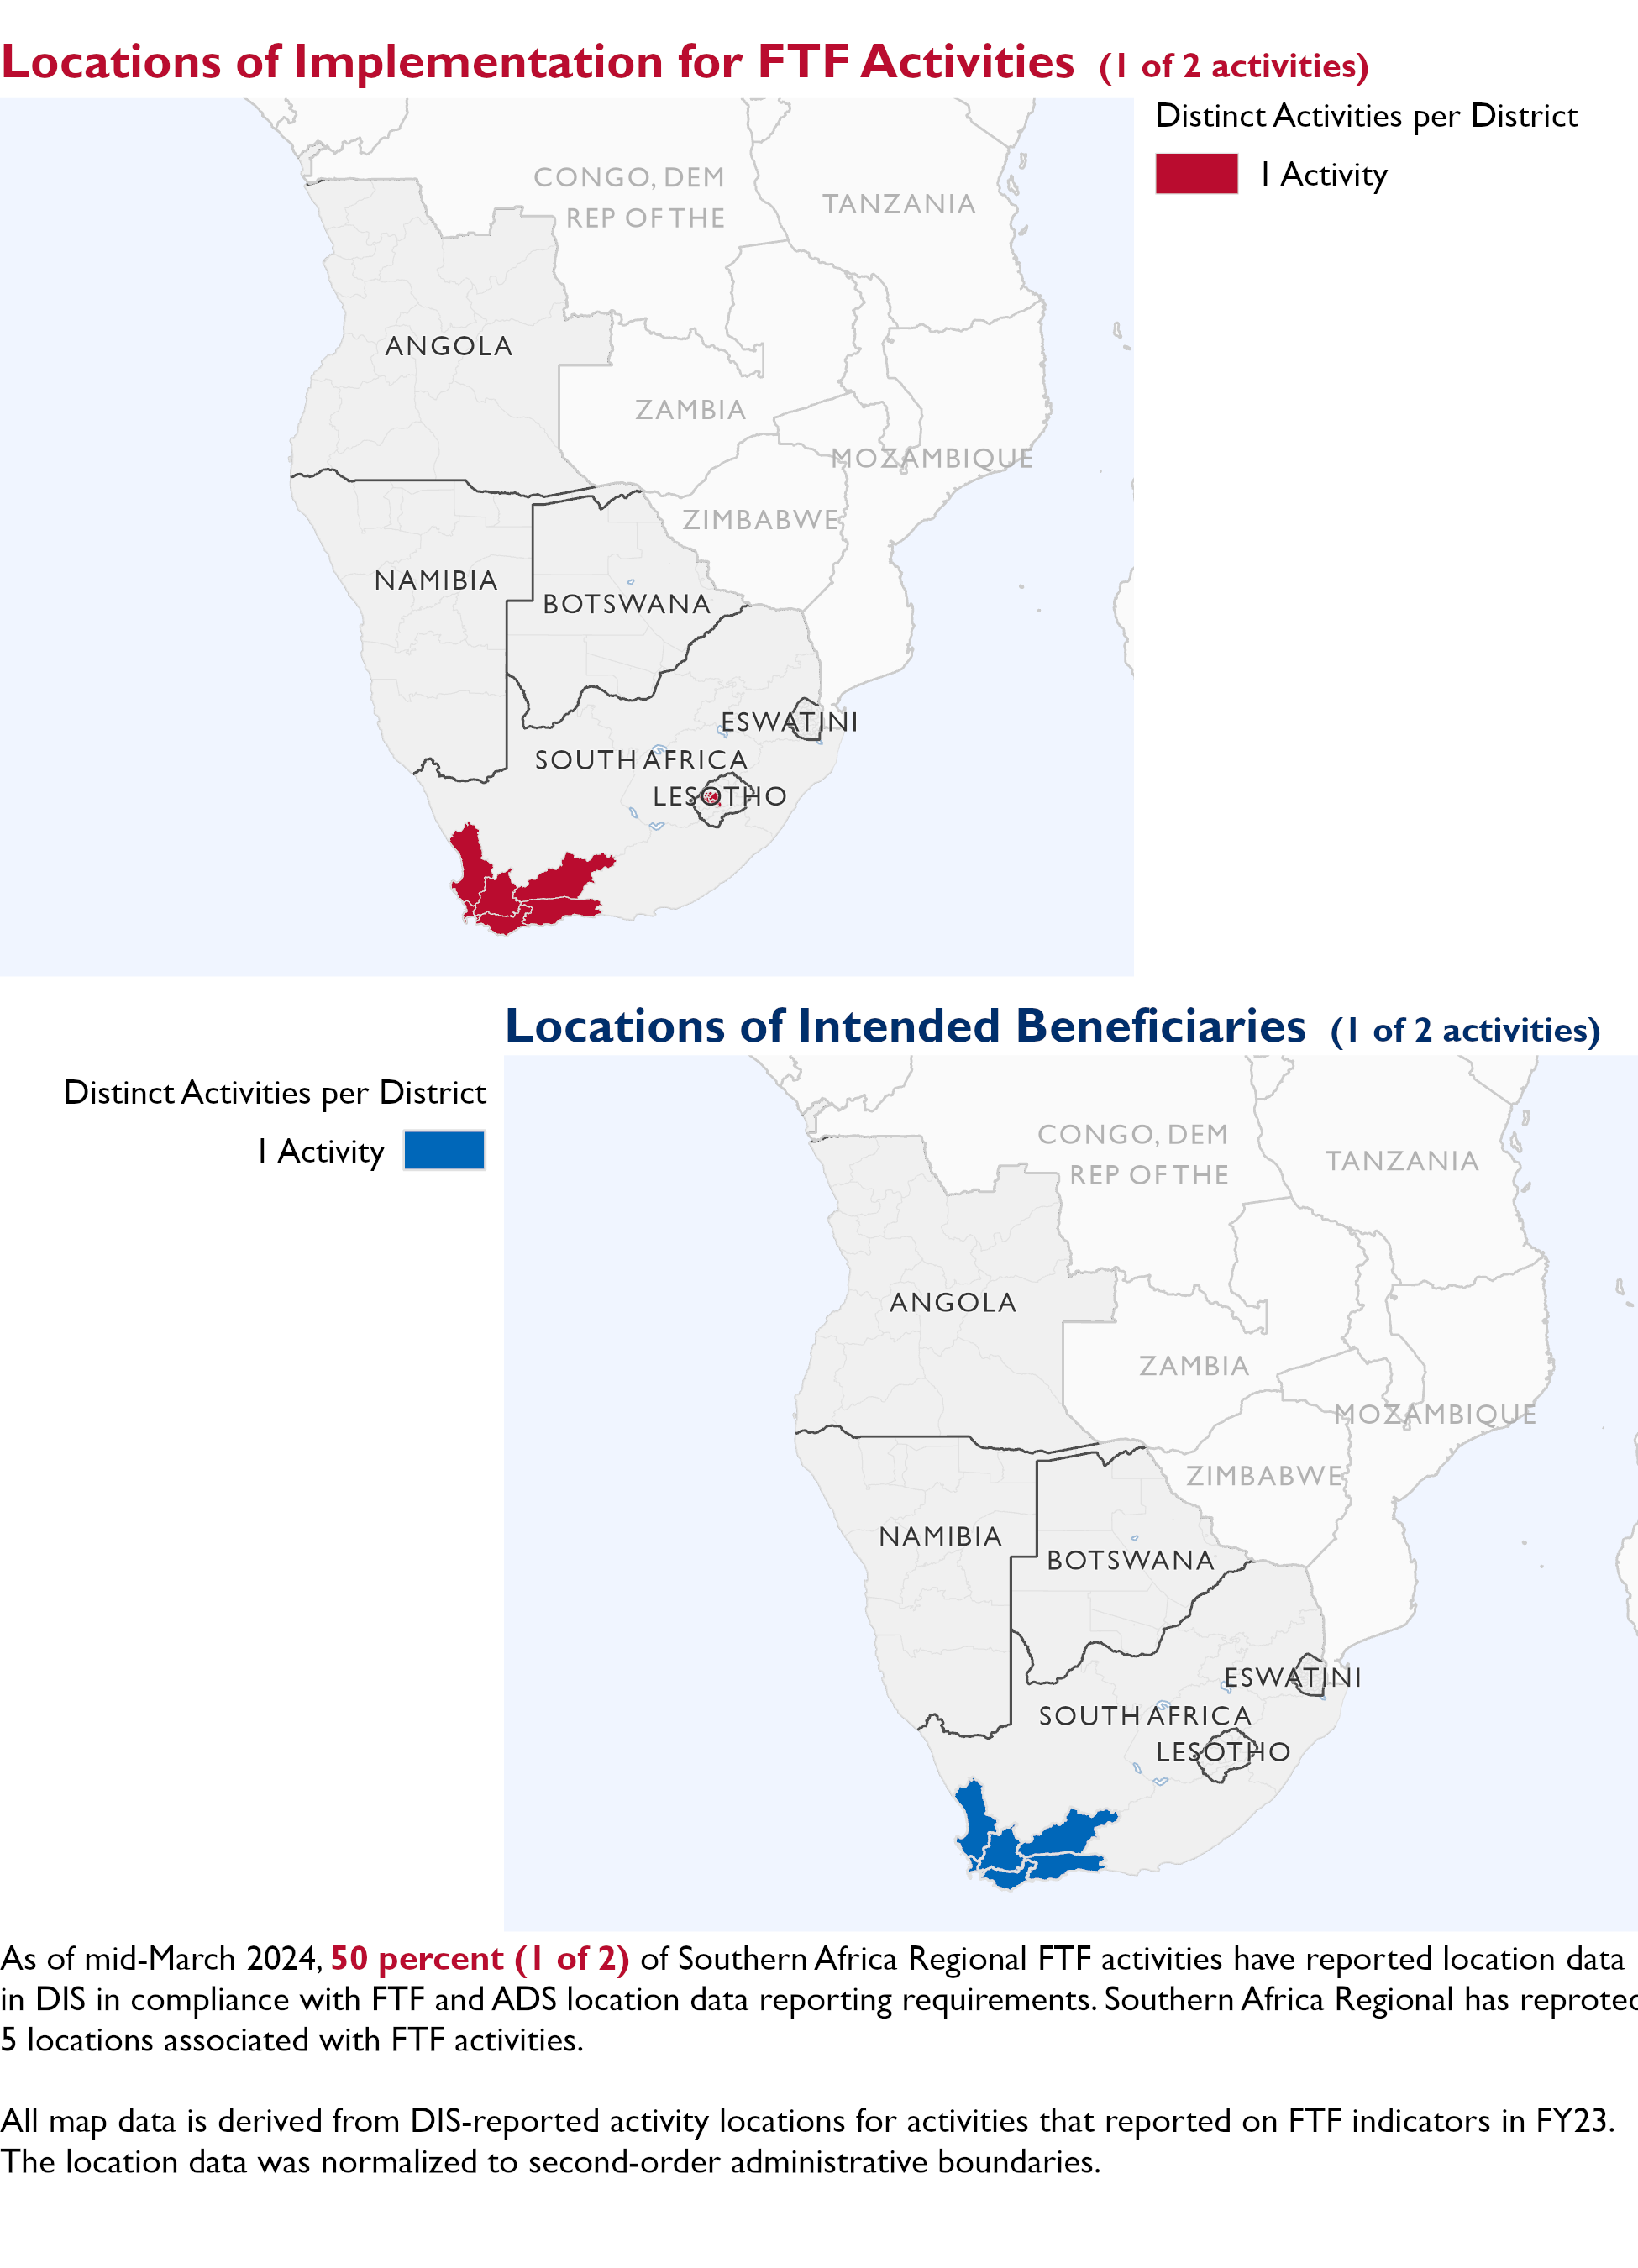 Locations of Implementation for FTF Activities (1 of 2 activities)
Distinct Activities per District
1 Activity
CONGO, DEM
REP OF THE
TANZANIA
ANGOLA
ZAMBIA
MOZAMBIQUE
ZIMBABWE
NAMIBIA
BOTSWANA
ESWATINI
SOUTH AFRICA
LESOTHO
Locations of Intended Beneficiaries (1 of 2 activities)
Distinct Activities per District
1 Activity
CONGO, DEM
REP OF THE
TANZANIA
ANGOLA
ZAMBIA
MOZAMBIQUE
ZIMBABWE
NAMIBIA
BOTSWANA
ESWATINI
SOUTH AFRICA
LESOTHO
As of mid-March 2024, 50 percent (1 of 2) of Southern Africa Regional FTF activities have reported location data
in DIS in compliance with FTF and ADS location data reporting requirements. Southern Africa Regional has reproted
5 locations associated with FTF activities.
All map data is derived from DIS-reported activity locations for activities that reported on FTF indicators in FY23.
The location data was normalized to second-order administrative boundaries.